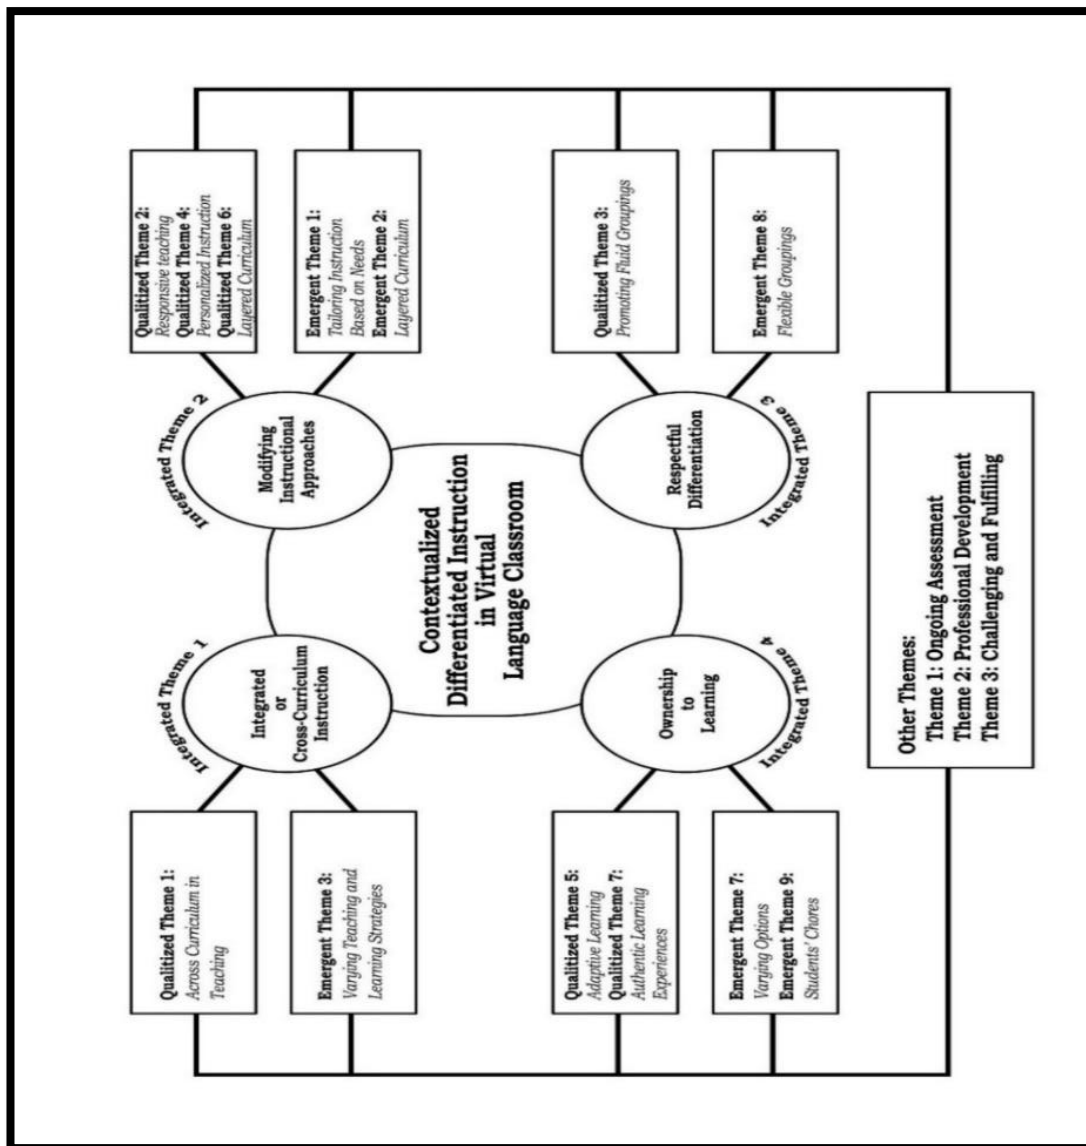 Qualitized Theme 1:
Across Curriculum in
Teaching
Emergent Theme 3:
Varying Teaching and
Learning Strategies
Integrated Theme 1
Integrated
or
Cross-Curriculum
Instruction
Integrated Theme 2
Modifying
Instructional
Approaches
Qualitized Theme 2:
Responsive teaching
Qualitized Theme 4:
Personalized Instruction
Qualitized Theme 6:
Layered Curriculum
Emergent Theme 1:
Tailoring Instruction
Based on Needs
Emergent Theme 2:
Layered Curriculum
Contextualized
Differentiated Instruction
in Virtual
Language Classroom
Qualitized Theme 5:
Adaptive Learning
Qualitized Theme 7:
Authentic Learning
Experiences
Emergent Theme 7:
Varying Options
Emergent Theme 9:
Students' Chores
Ownership
to
Learning
Integrated Theme 4
Respectful
Differentiation
Integrated Theme 3
Qualitized Theme 3:
Promoting Fluid Groupings
Emergent Theme 8:
Flexible Groupings
Other Themes:
Theme 1: Ongoing Assessment
Theme 2: Professional Development
Theme 3: Challenging and Fulfilling